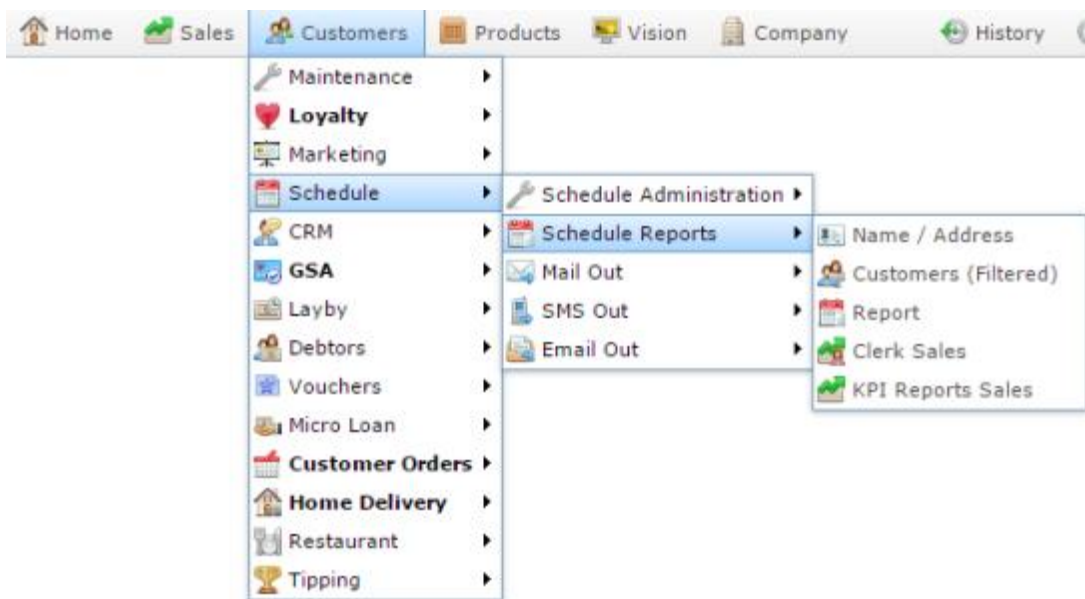 Home Sales Customers Products Vision Company History
Maintenance
Loyalty
Marketing
Schedule
CRM
GSA
Layby
Debtors
Vouchers
Micro Loan
Customer Orders
Home Delivery
Restaurant
Tipping
Schedule Administration
Schedule Reports
Mail Out
SMS Out
Email Out
Name / Address
Customers (Filtered)
Report
Clerk Sales
KPI Reports Sales